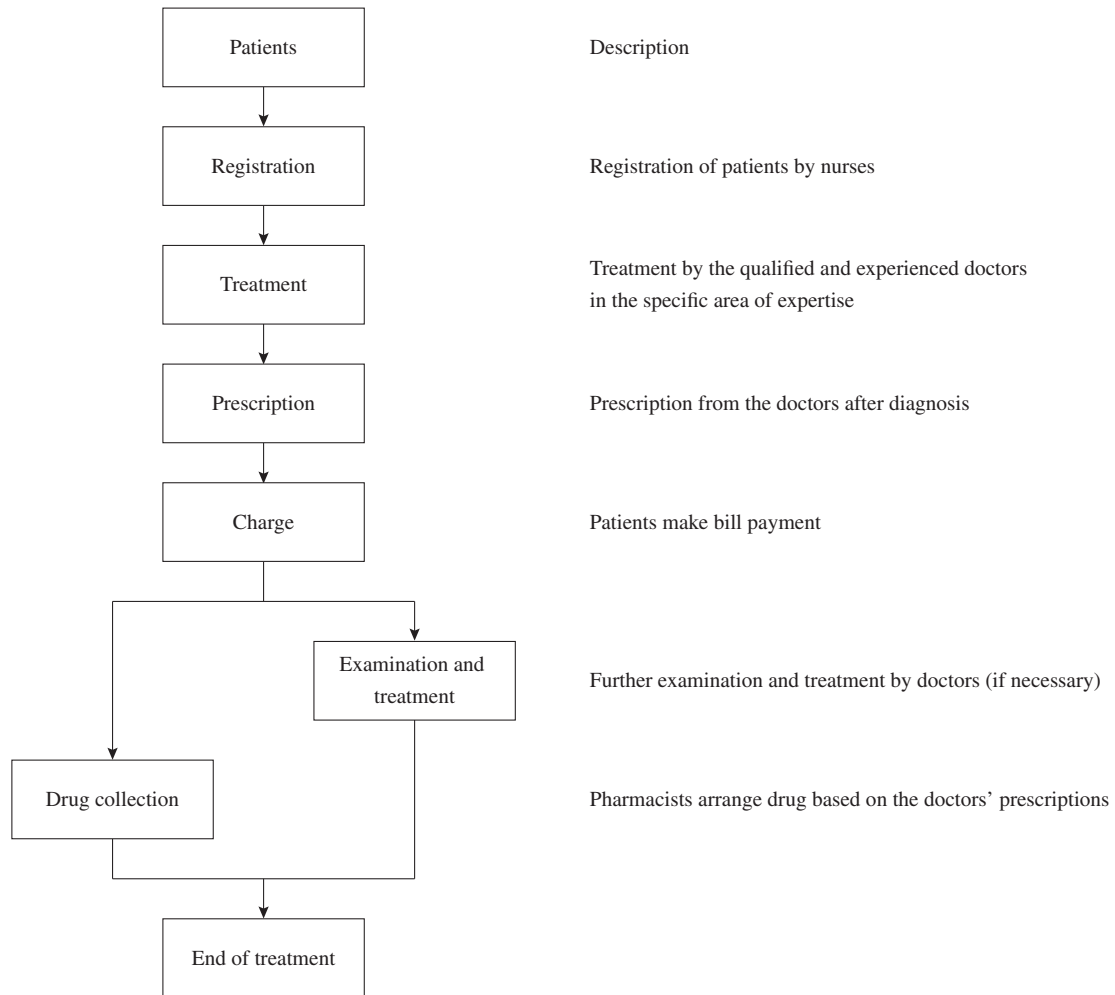 Patients
Description
Registration
Registration of patients by nurses
Treatment
Treatment by the qualified and experienced doctors
in the specific area of expertise
Prescription
Prescription from the doctors after diagnosis
Charge
Patients make bill payment
Examination and
treatment
Further examination and treatment by doctors (if necessary)
Drug collection
Pharmacists arrange drug based on the doctors’ prescriptions
End of treatment